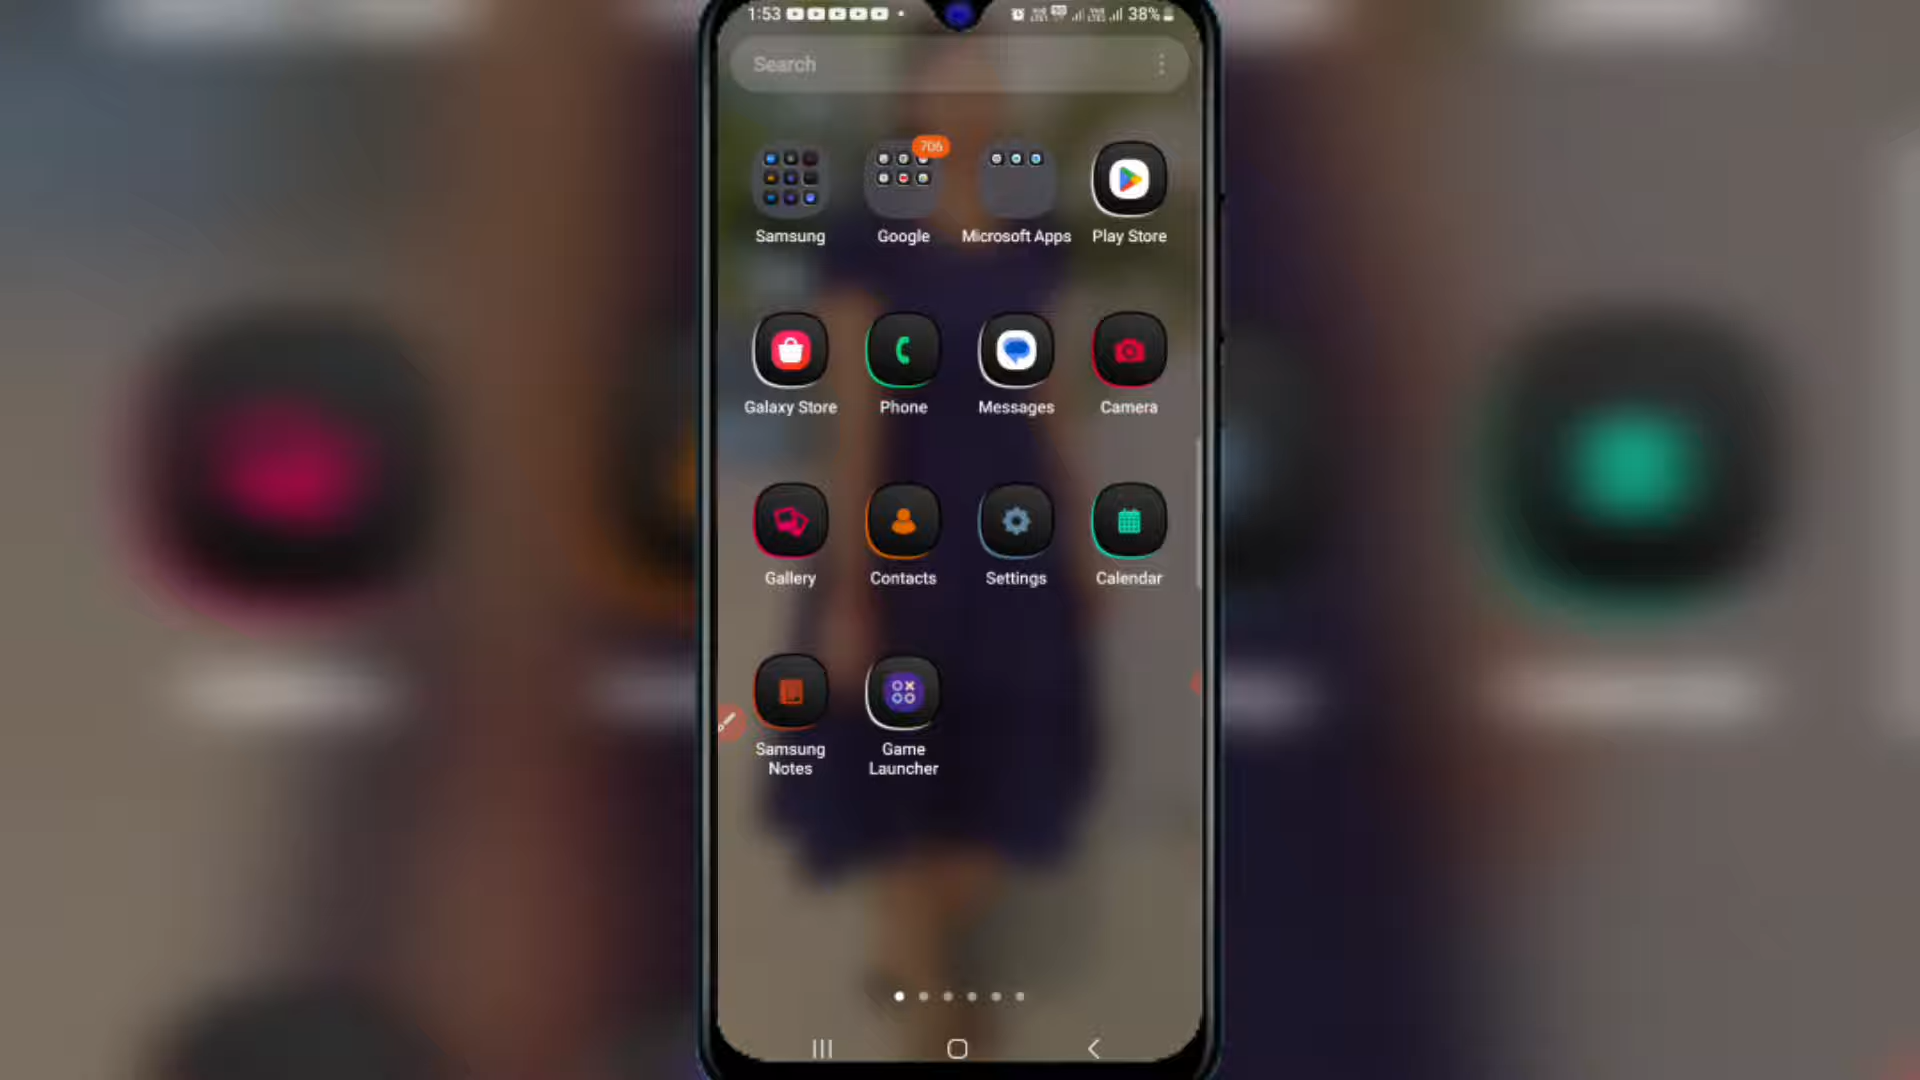 1:53 38%
Search
706
Samsung Google Microsoft Apps Play Store
Galaxy Store Phone Messages Camera
Gallery Contacts Settings Calendar
Samsung Game
Notes Launcher